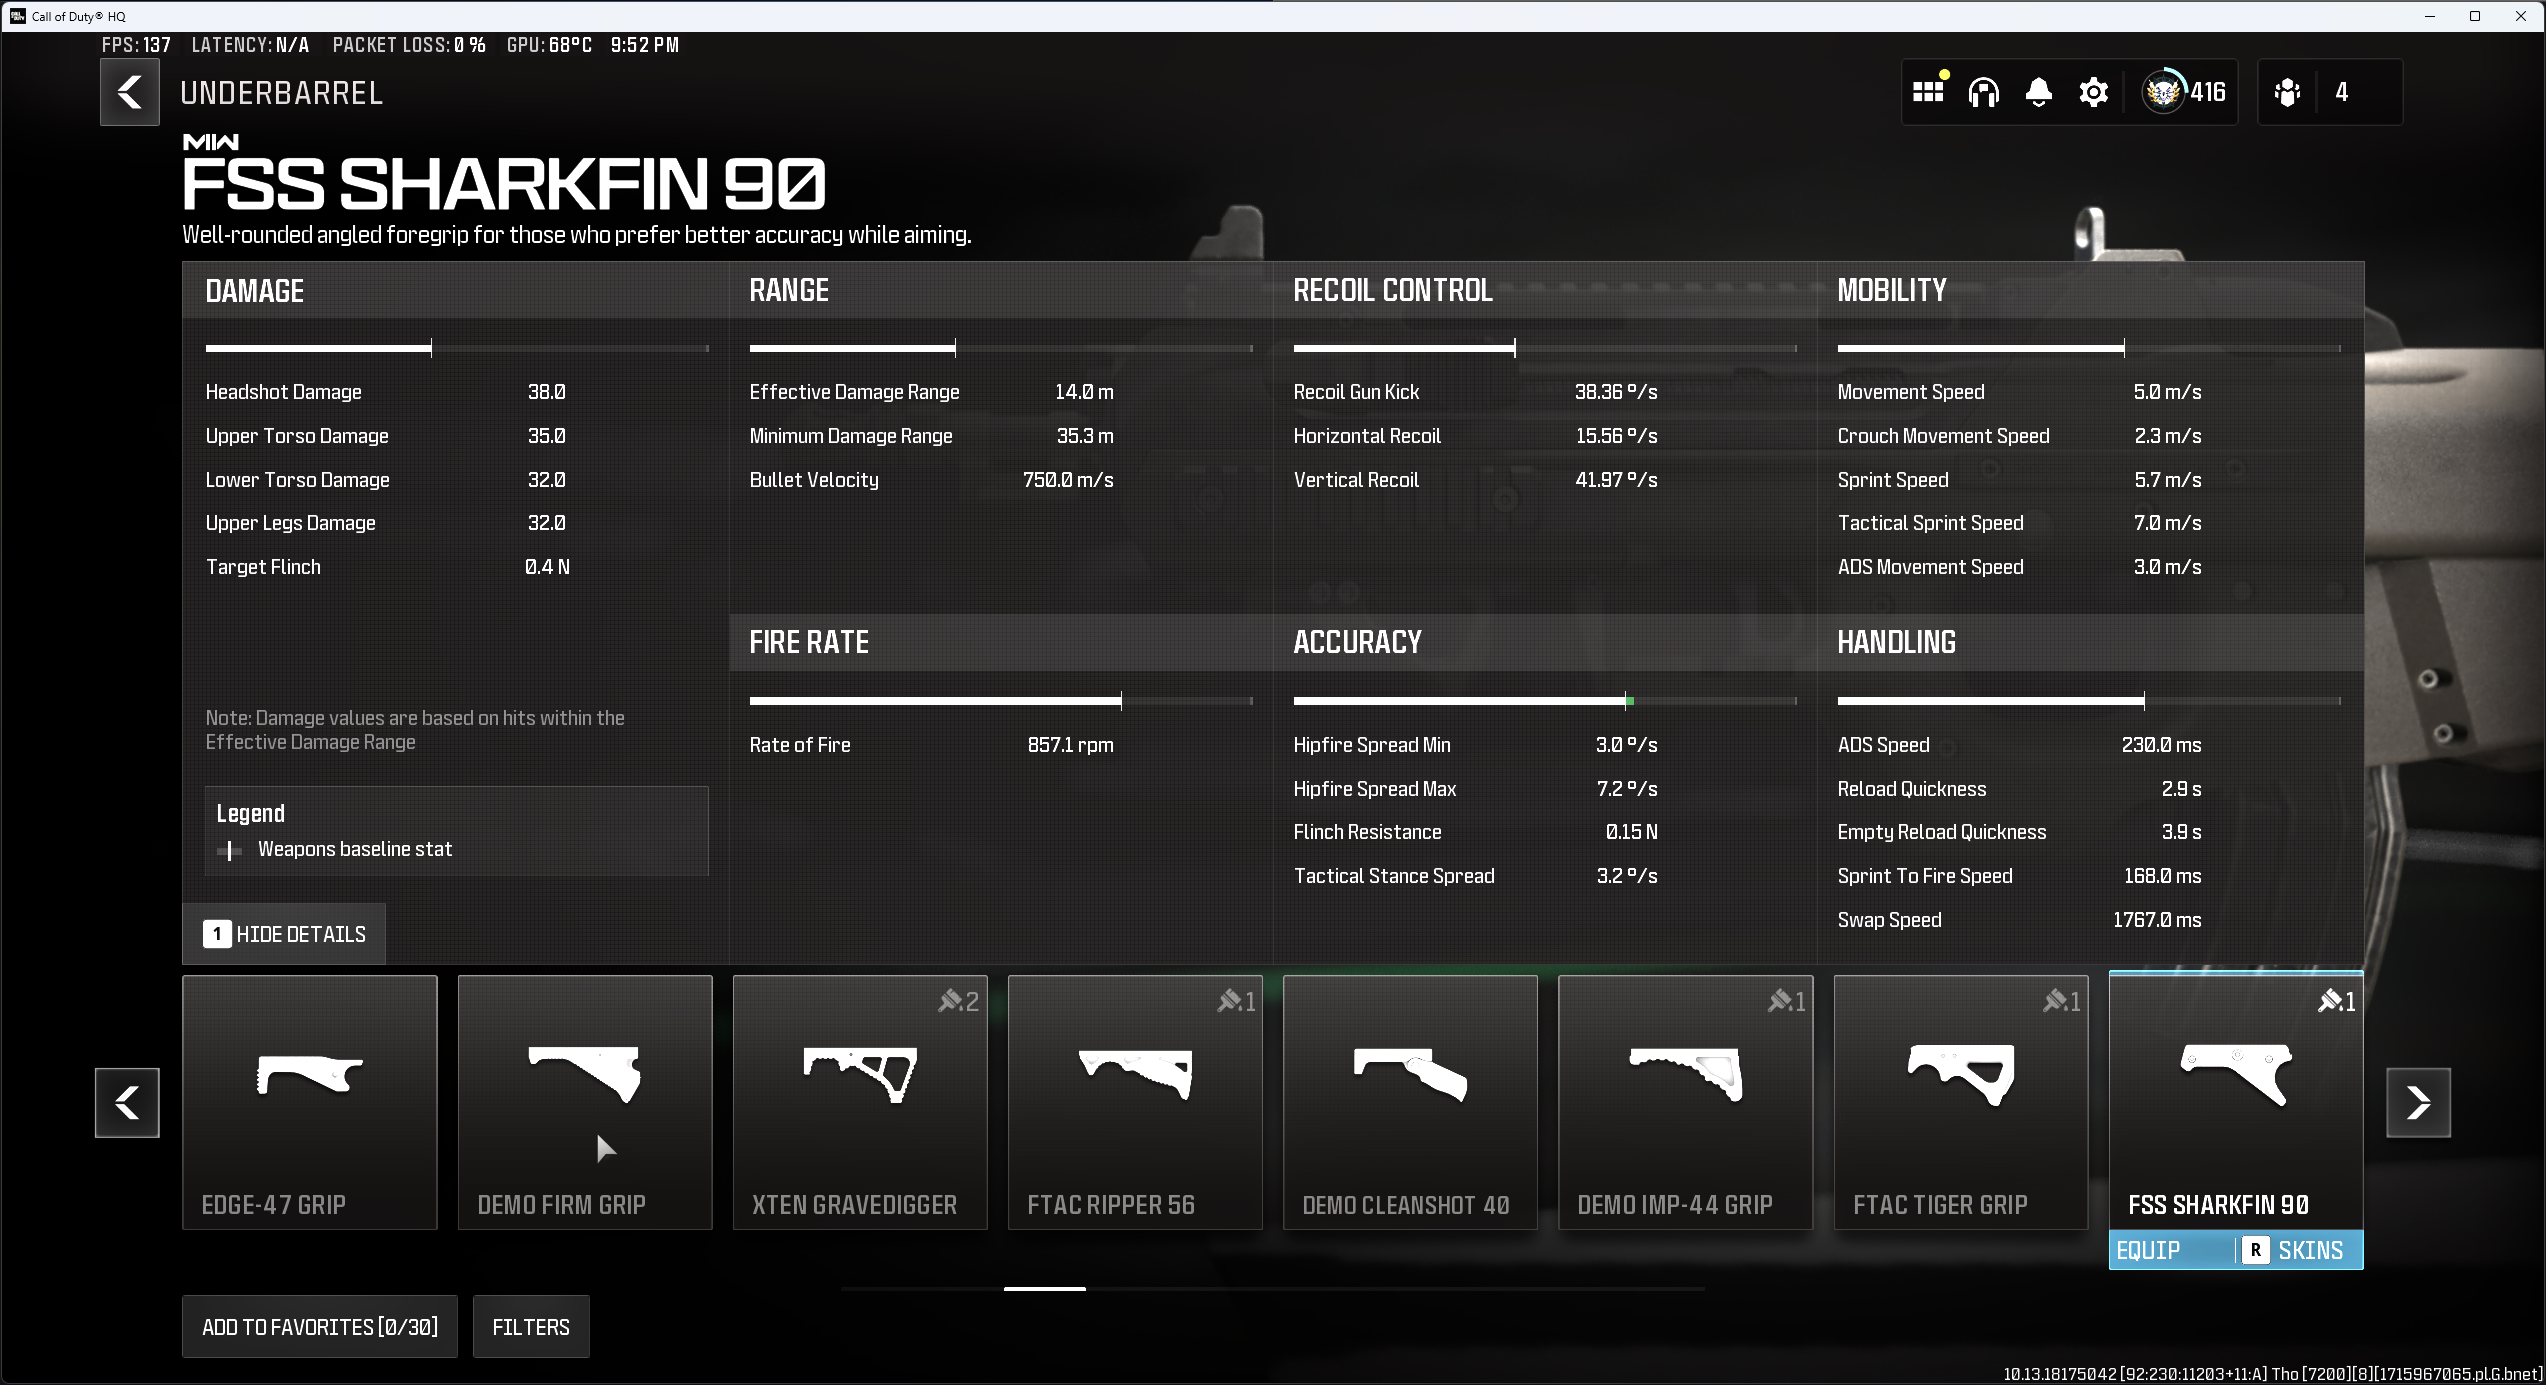 Call of Duty® HQ
FPS: 137 LATENCY: N/A PACKET LOSS: 0 % GPU: 68°C 9:52 PM
UNDERBARREL
416
4
MW
FSS SHARKFIN 90
Well-rounded angled foregrip for those who prefer better accuracy while aiming.
DAMAGE
Headshot Damage 38.0
Upper Torso Damage 35.0
Lower Torso Damage 32.0
Upper Legs Damage 32.0
Target Flinch 0.4 N
Note: Damage values are based on hits within the
Effective Damage Range
Legend
Weapons baseline stat
1 HIDE DETAILS
RANGE
Effective Damage Range 14.0 m
Minimum Damage Range 35.3 m
Bullet Velocity 750.0 m/s
FIRE RATE
Rate of Fire 857.1 rpm
RECOIL CONTROL
Recoil Gun Kick 38.36 º/s
Horizontal Recoil 15.56 º/s
Vertical Recoil 41.97 º/s
ACCURACY
Hipfire Spread Min 3.0 º/s
Hipfire Spread Max 7.2 º/s
Flinch Resistance 0.15 N
Tactical Stance Spread 3.2 º/s
MOBILITY
Movement Speed 5.0 m/s
Crouch Movement Speed 2.3 m/s
Sprint Speed 5.7 m/s
Tactical Sprint Speed 7.0 m/s
ADS Movement Speed 3.0 m/s
HANDLING
ADS Speed 230.0 ms
Reload Quickness 2.9 s
Empty Reload Quickness 3.9 s
Sprint To Fire Speed 168.0 ms
Swap Speed 1767.0 ms
EDGE-47 GRIP
DEMO FIRM GRIP
2
XTEN GRAVEDIGGER
1
FTAC RIPPER 56
DEMO CLEANSHOT 40
1
DEMO IMP-44 GRIP
1
FTAC TIGER GRIP
1
FSS SHARKFIN 90
EQUIP R SKINS
ADD TO FAVORITES [0/30]
FILTERS
10.13.18175042 [92:230:11203+11:A] Tho [7200][8][1715967065.pl.G.bnet]